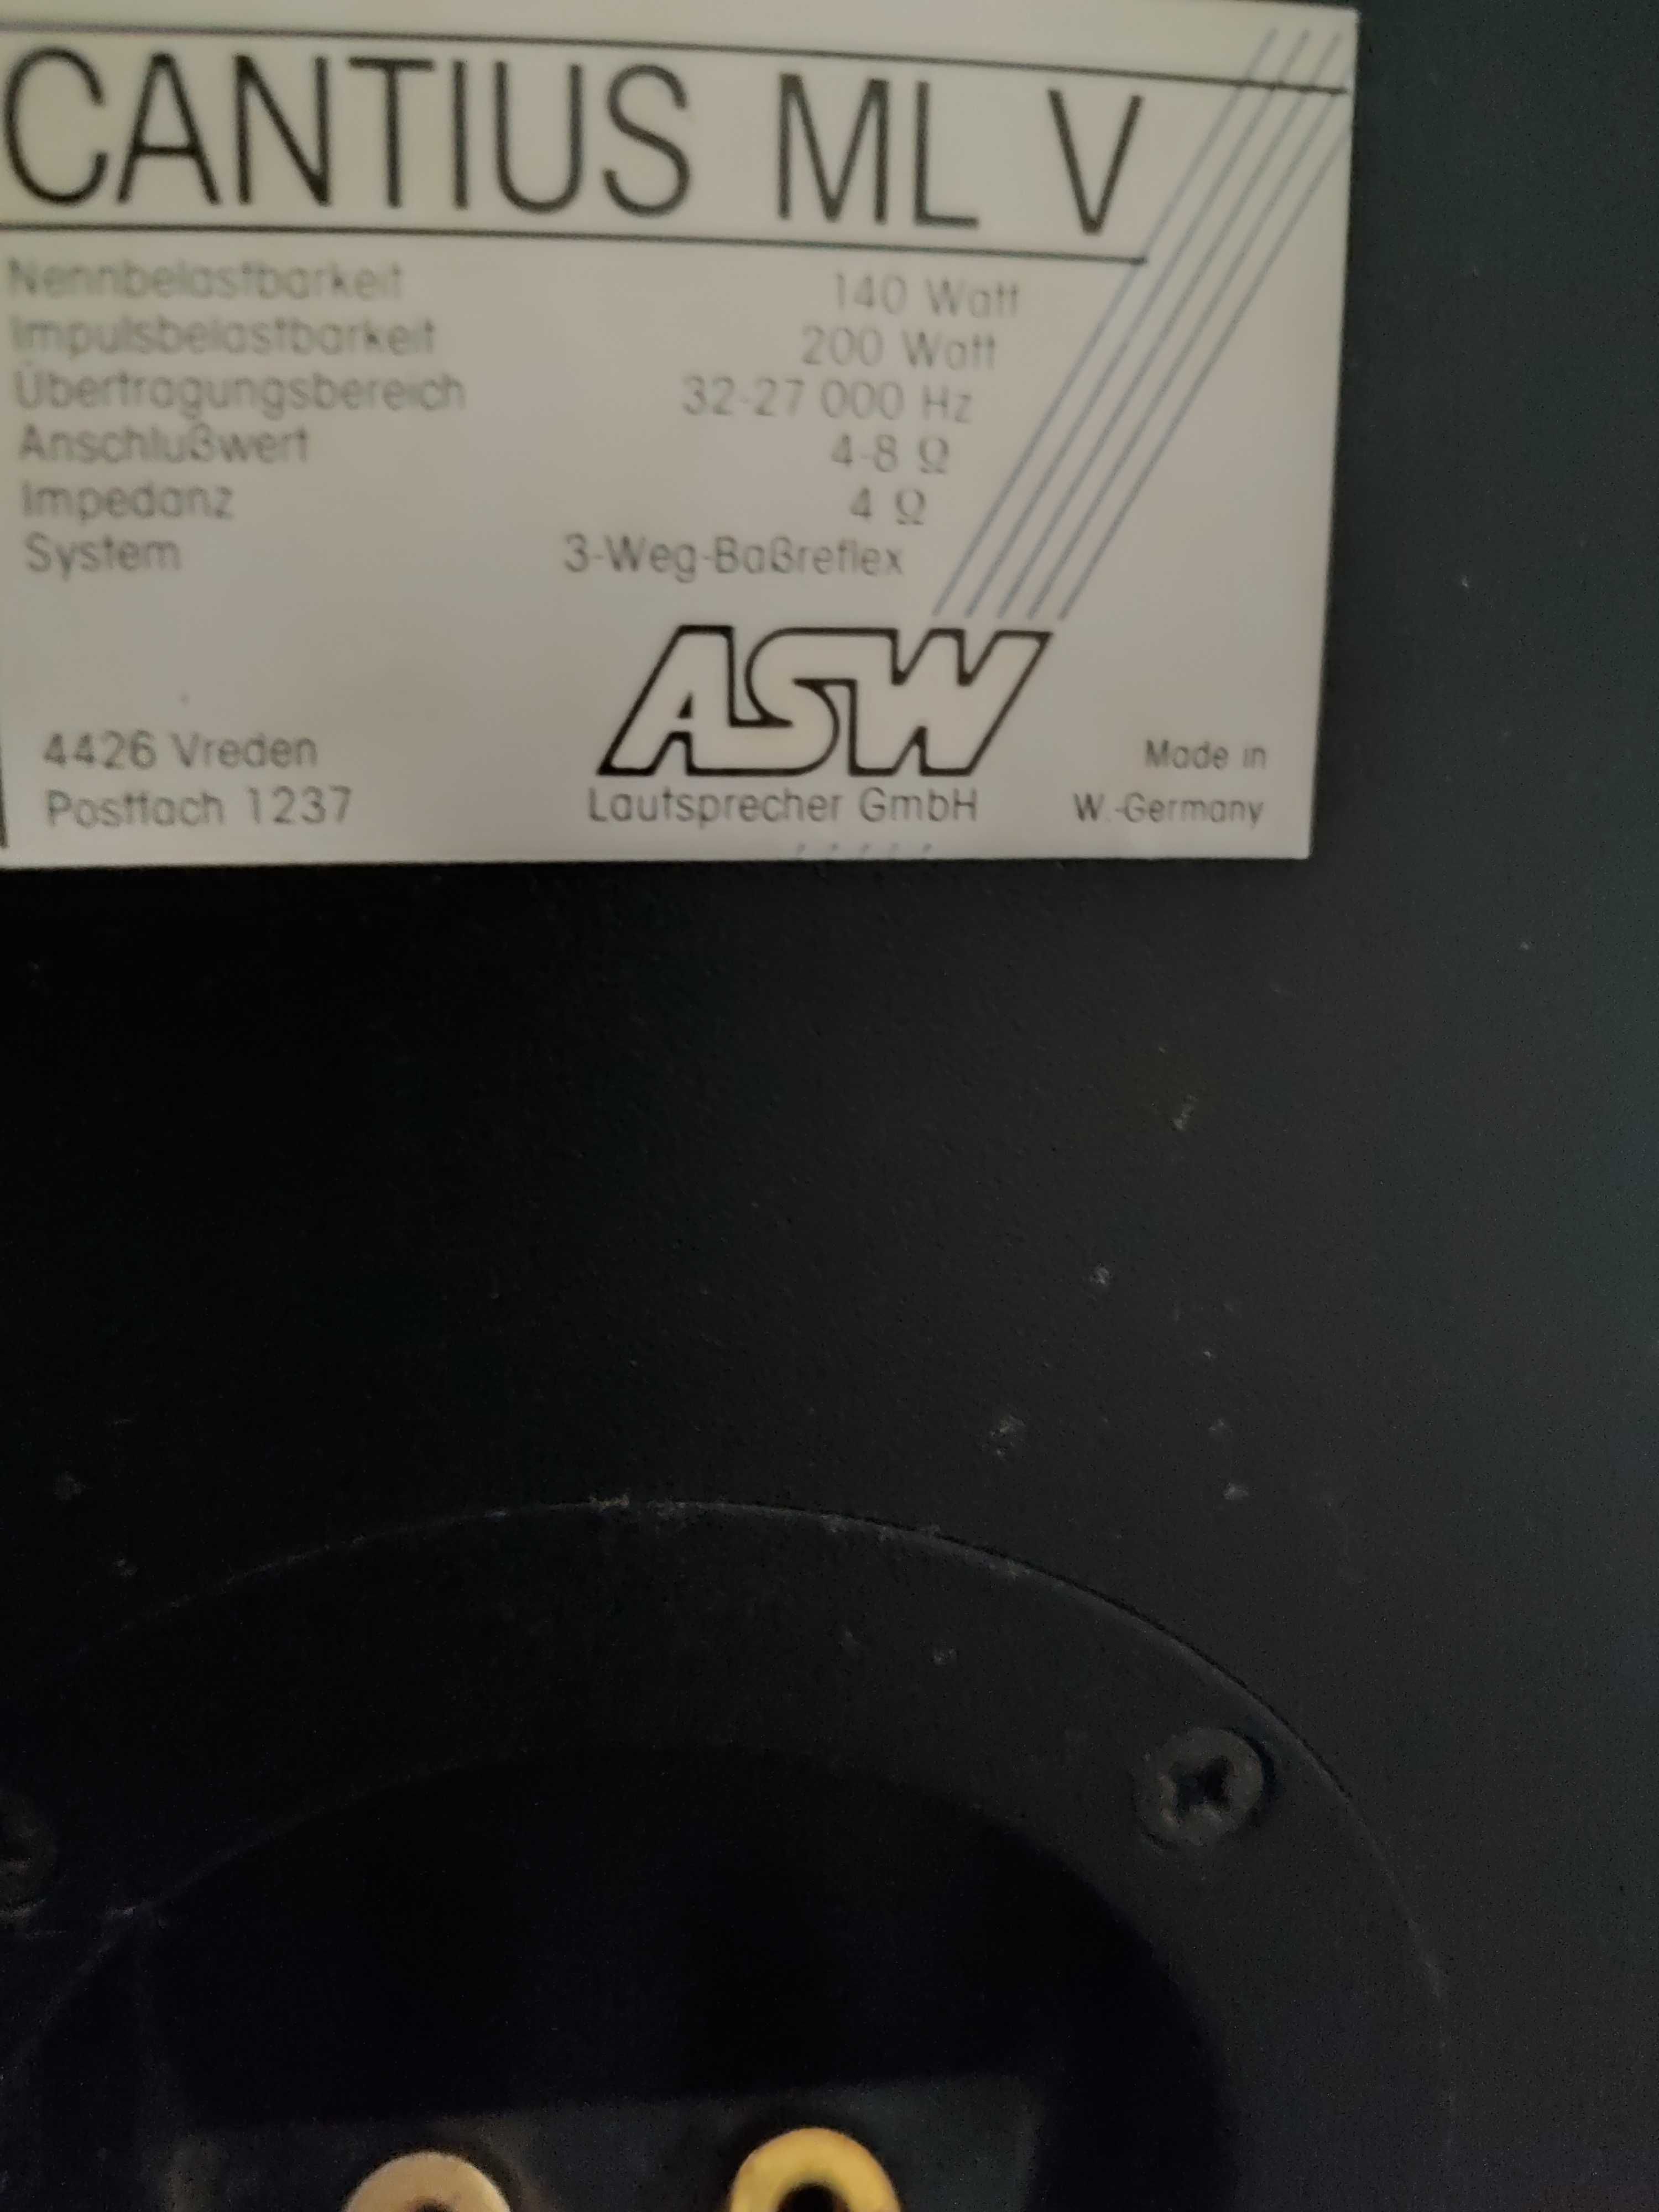 CANTIUS ML V
Nennbelastbarkeit 140 Watt
Impulsbelastbarkeit 200 Watt
Übertragungsbereich 32-27 000 Hz
Anschlußwert 4-8 Ω
Impedanz 4 Ω
System 3-Weg-Baßreflex
ASW
Lautsprecher GmbH
4426 Vreden
Postfach 1237
Made in
W.-Germany